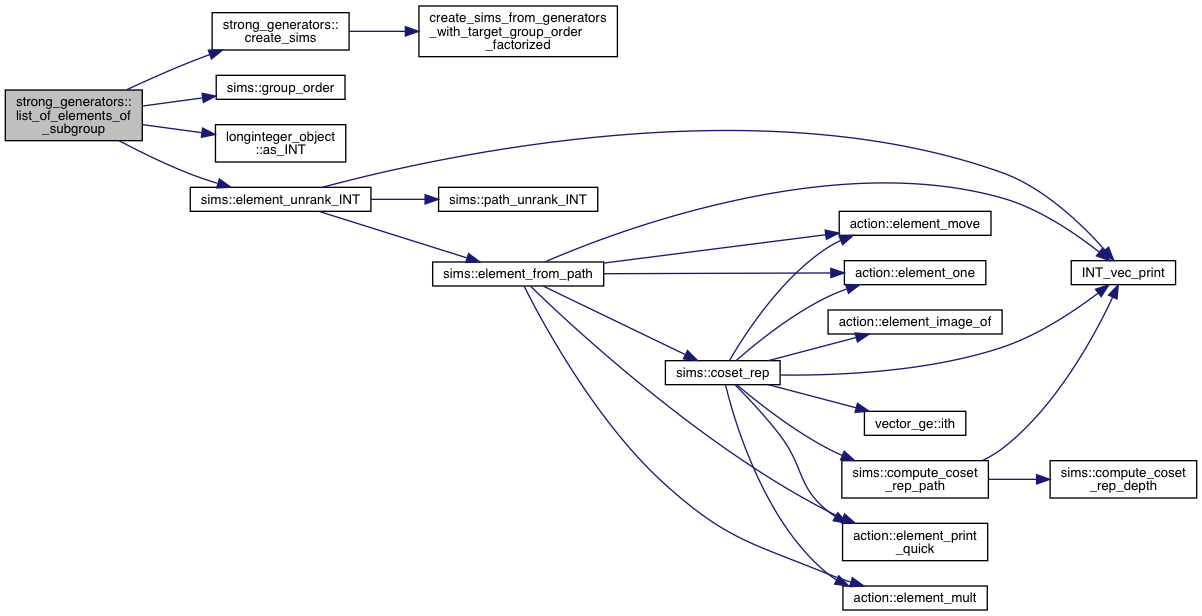 strong_generators::
list_of_elements_of
_subgroup
strong_generators::
create_sims
create_sims_from_generators
_with_target_group_order
_factorized
sims::group_order
longinteger_object
::as_INT
sims::element_unrank_INT
sims::path_unrank_INT
sims::element_from_path
action::element_move
action::element_one
action::element_image_of
INT_vec_print
sims::coset_rep
vector_ge::ith
sims::compute_coset
_rep_path
sims::compute_coset
_rep_depth
action::element_print
_quick
action::element_mult